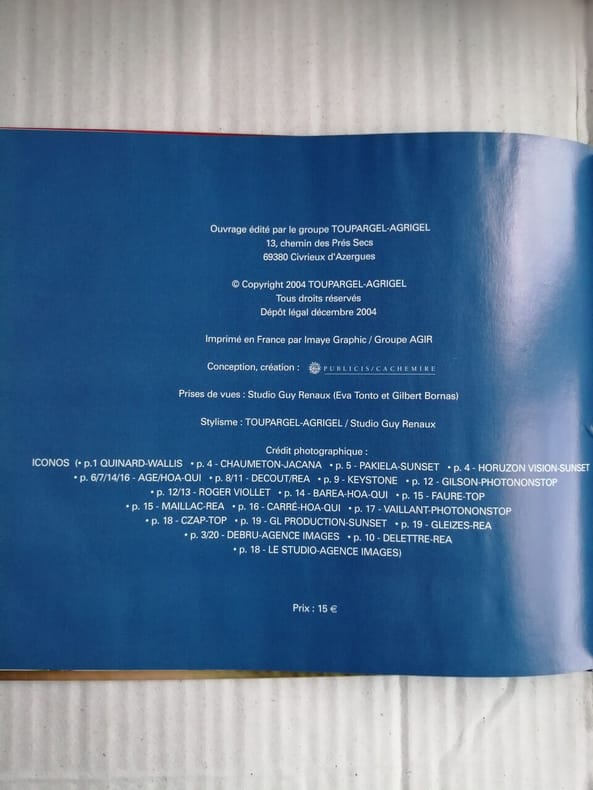 Ouvrage édité par le groupe TOUPARGEL-AGRIGEL
13, chemin des Prés Secs
69380 Civrieux d'Azergues
© Copyright 2004 TOUPARGEL-AGRIGEL
Tous droits réservés
Dépôt légal décembre 2004
Imprimé en France par Imaye Graphic / Groupe AGIR
Conception, création : PUBLICIS/CACHEMIRE
Prises de vues : Studio Guy Renaux (Eva Tonto et Gilbert Bornas)
Stylisme : TOUPARGEL-AGRIGEL / Studio Guy Renaux
Crédit photographique :
ICONOS (• p.1 QUINARD-WALLIS • p. 4 - CHAUMETON-JACANA • p. 5 - PAKIELA-SUNSET • p. 4 - HORUZON VISION-SUNSET
• p. 6/7/14/16 - AGE/HOA-QUI • p. 8/11 - DECOUT/REA • p. 9 - KEYSTONE • p. 12 - GILSON-PHOTONONSTOP
• p. 12/13 - ROGER VIOLLET • p. 14 - BAREA-HOA-QUI • p. 15 - FAURE-TOP
• p. 15 - MAILLAC-REA • p. 16 - CARRÉ-HOA-QUI • p. 17 - VAILLANT-PHOTONONSTOP
• p. 18 - CZAP-TOP • p. 19 - GL PRODUCTION-SUNSET • p. 19 - GLEIZES-REA
• p. 3/20 - DEBRU-AGENCE IMAGES • p. 10 - DELETTRE-REA
• p. 18 - LE STUDIO-AGENCE IMAGES)
Prix : 15 €